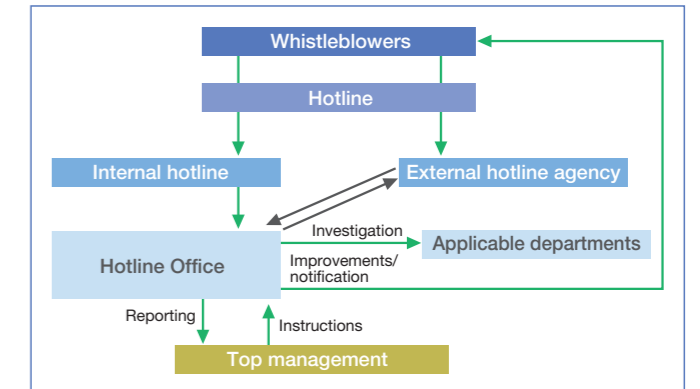 Whistleblowers
Hotline
Internal hotline
External hotline agency
Investigation
Applicable departments
Hotline Office
Improvements/
notification
Reporting
Instructions
Top management